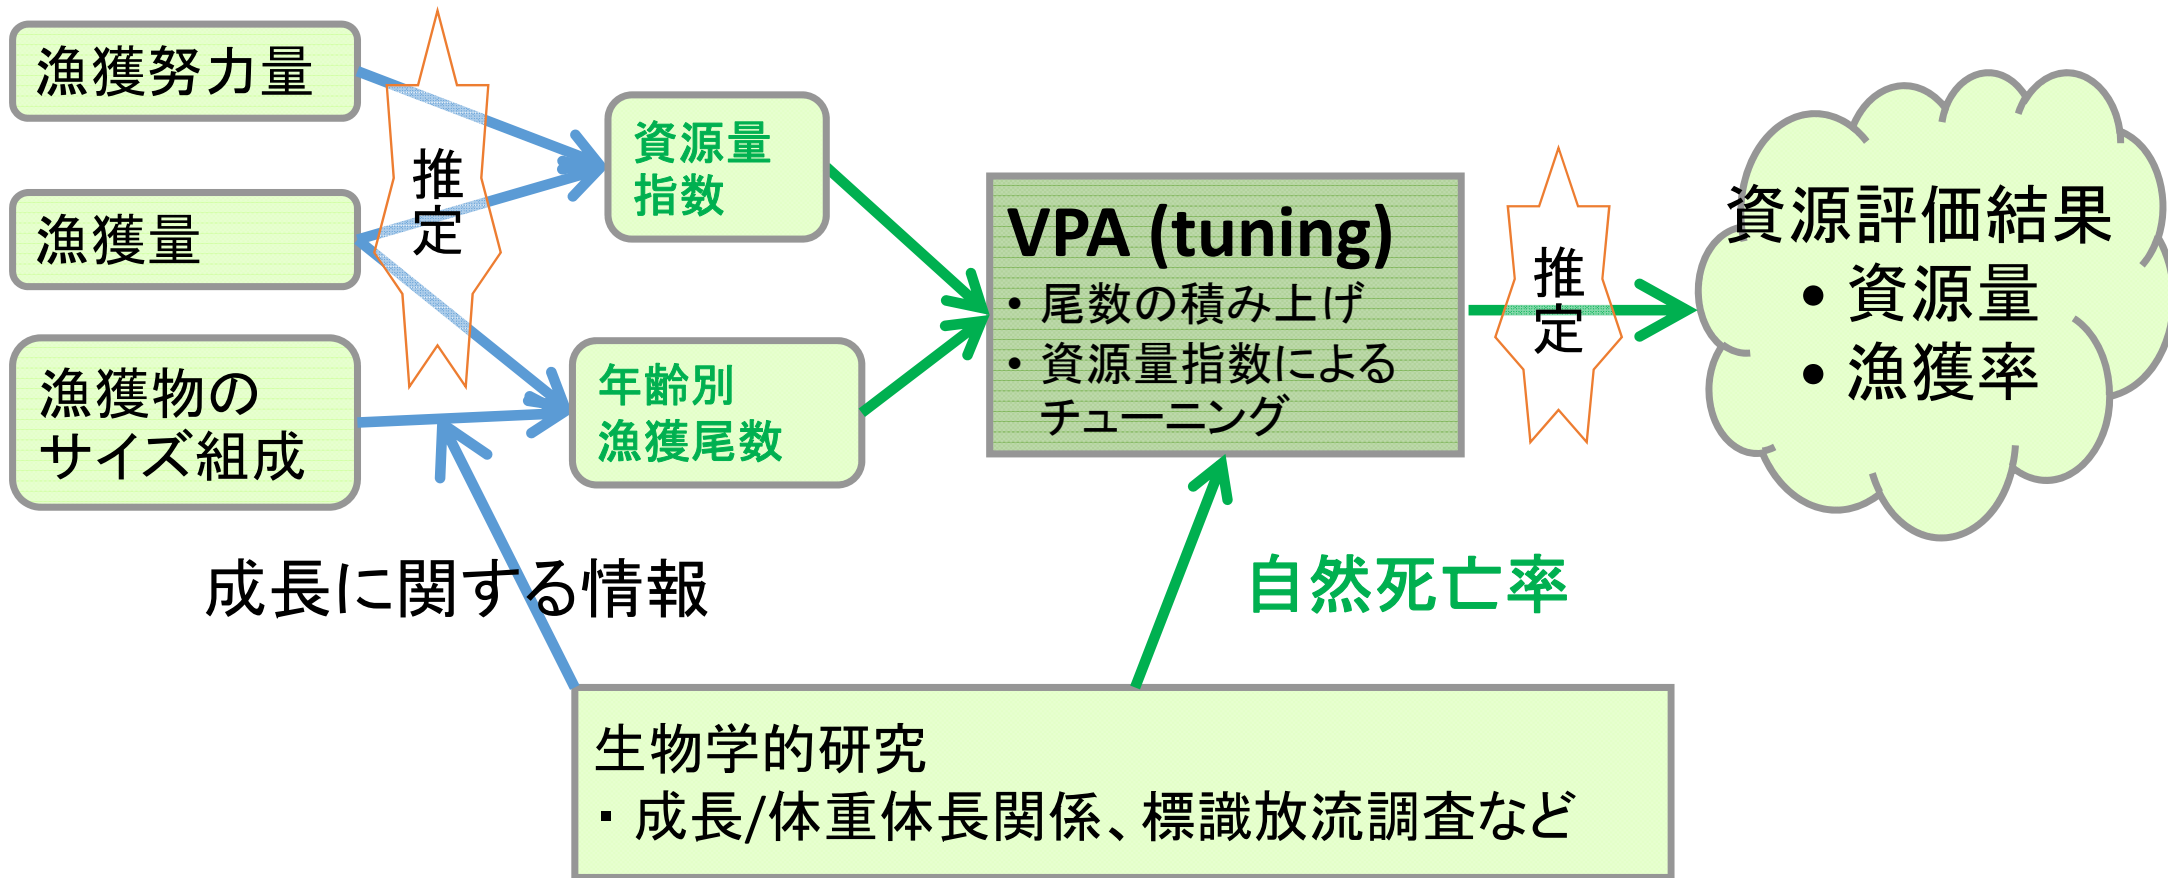 漁獲努力量
漁獲量
漁獲物の
サイズ組成
推
定
資源量
指数
年齢別
漁獲尾数
VPA (tuning)
・尾数の積み上げ
・資源量指数による
チューニング
推
定
資源評価結果
• 資源量
• 漁獲率
成長に関する情報
自然死亡率
生物学的研究
・成長/体重体長関係、標識放流調査など